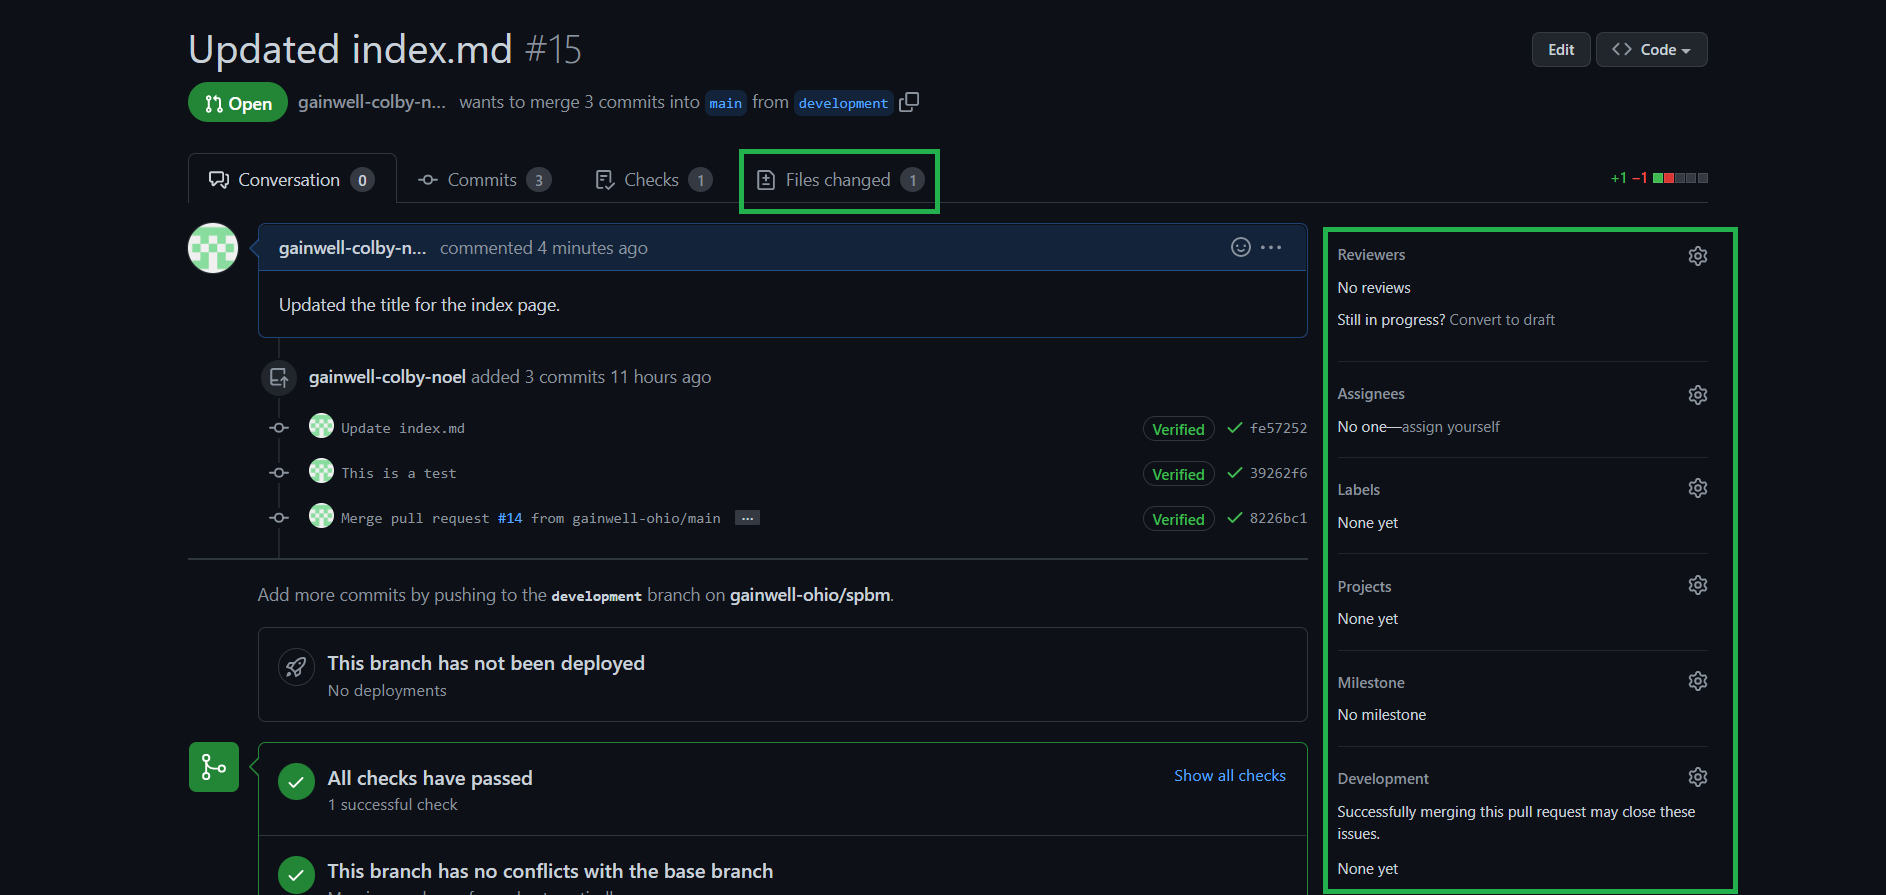 Updated index.md #15
Edit
<> Code
Open gainwell-colby-n... wants to merge 3 commits into main from development
Conversation 0
Commits 3
Checks 1
Files changed 1
+1 −1
gainwell-colby-n... commented 4 minutes ago
Updated the title for the index page.
gainwell-colby-noel added 3 commits 11 hours ago
Update index.md Verified fe57252
This is a test Verified 39262f6
Merge pull request #14 from gainwell-ohio/main ... Verified 8226bc1
Add more commits by pushing to the development branch on gainwell-ohio/spbm.
This branch has not been deployed
No deployments
All checks have passed
Show all checks
1 successful check
This branch has no conflicts with the base branch
Reviewers
No reviews
Still in progress? Convert to draft
Assignees
No one—assign yourself
Labels
None yet
Projects
None yet
Milestone
No milestone
Development
Successfully merging this pull request may close these
issues.
None yet